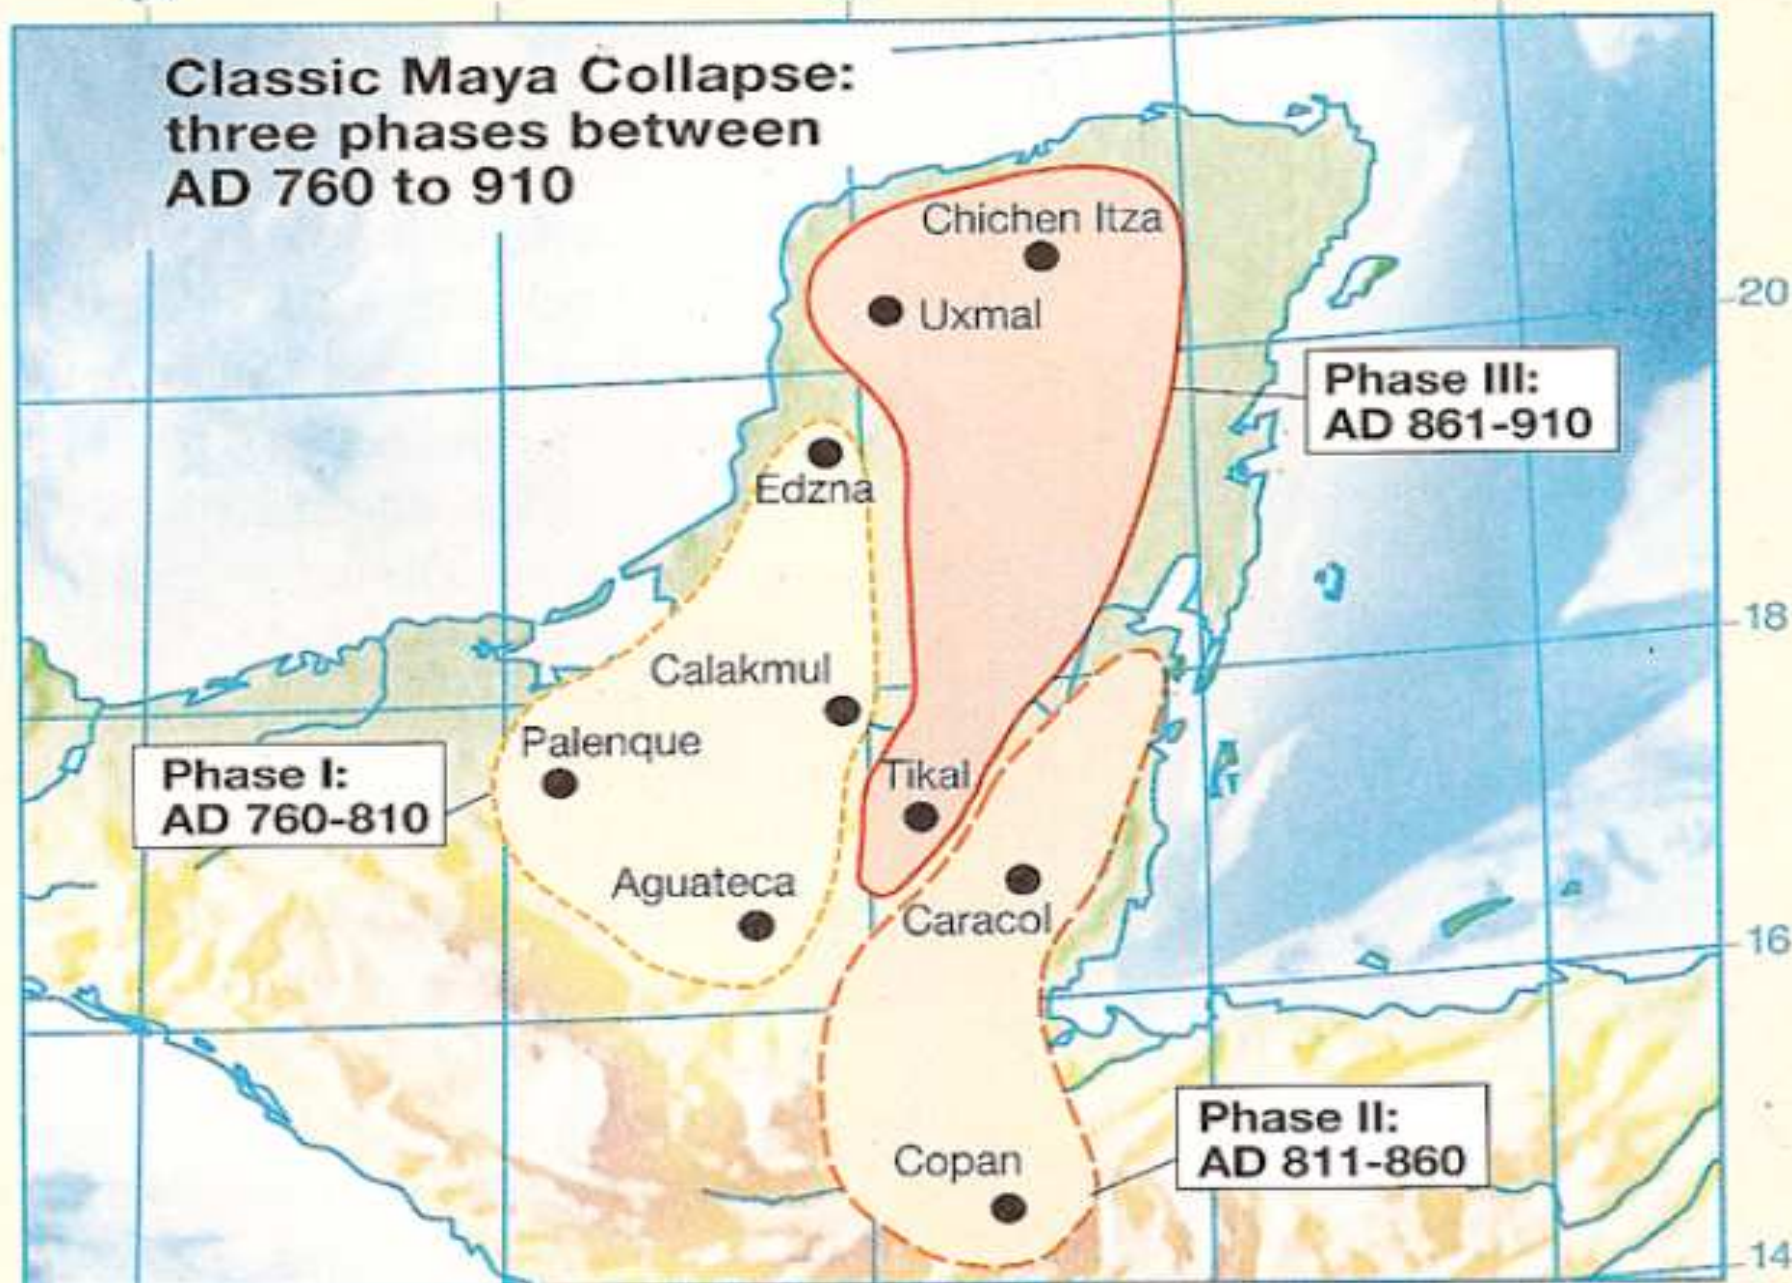 Classic Maya Collapse:
three phases between
AD 760 to 910
Chichen Itza
Uxmal
20
Phase III:
AD 861-910
Edzna
18
Calakmul
Palenque
Phase I:
AD 760-810
Tikal
Aguateca
Caracol
16
Phase II:
AD 811-860
Copan
14